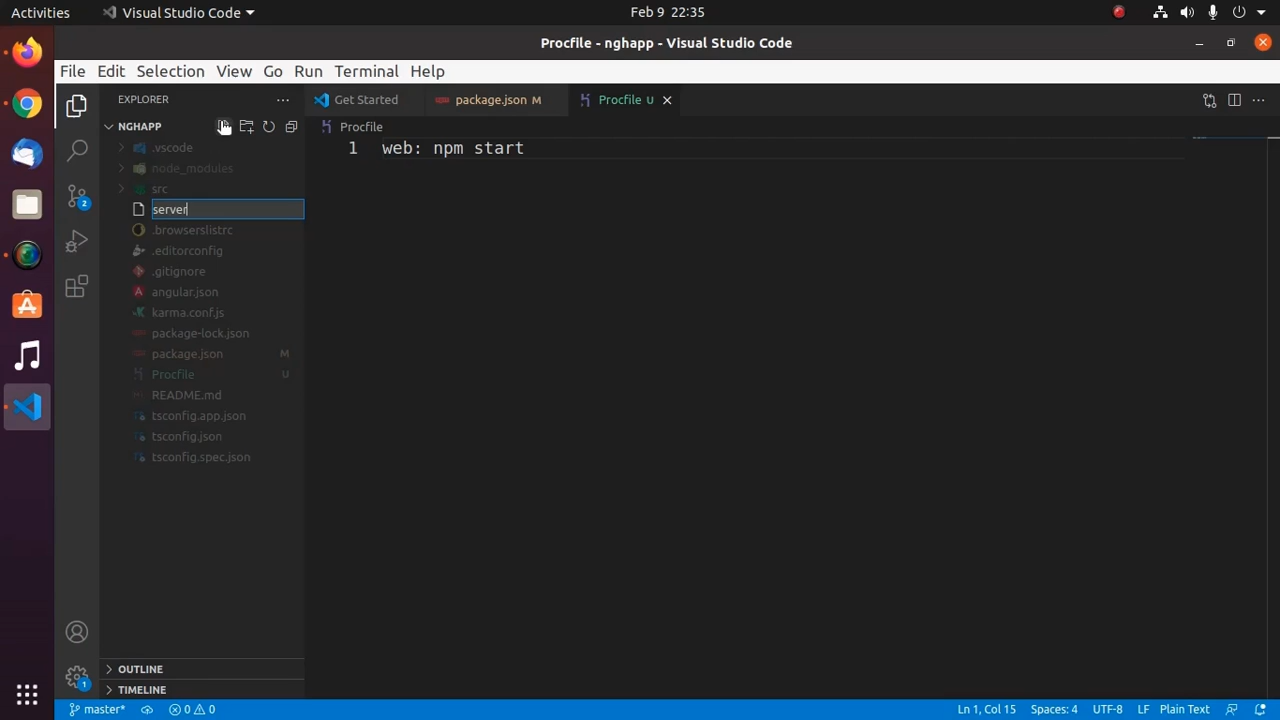 Activities
Visual Studio Code
Feb 9 22:35
Procfile - nghapp - Visual Studio Code
File Edit Selection View Go Run Terminal Help
EXPLORER
Get Started
package.json M
Procfile U
NGHAPP
Procfile
.vscode
1 web: npm start
node_modules
src
2
server
.browserslistrc
.editorconfig
.gitignore
angular.json
karma.conf.js
package-lock.json
package.json M
Procfile U
README.md
tsconfig.app.json
tsconfig.json
tsconfig.spec.json
OUTLINE
1
TIMELINE
master* 0 0 Ln 1, Col 15 Spaces: 4 UTF-8 LF Plain Text